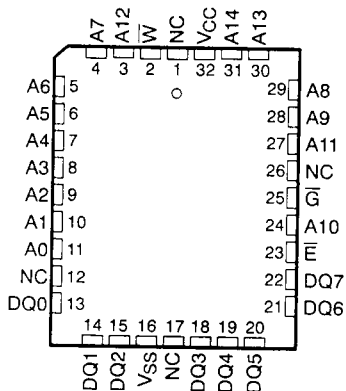 A7 A12 W̅ NC VCC A14 A13
4 3 2 1 32 31 30
A6 5
A5 6
A4 7
A3 8
A2 9
A1 10
A0 11
NC 12
DQ0 13
29 A8
28 A9
27 A11
26 NC
25 G̅
24 A10
23 E̅
22 DQ7
21 DQ6
14 15 16 17 18 19 20
DQ1 DQ2 VSS NC DQ3 DQ4 DQ5